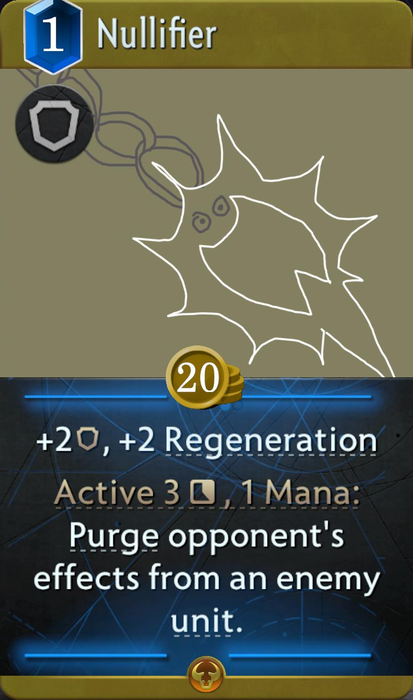 1 Nullifier
20
+2, +2 Regeneration
Active 3, 1 Mana:
Purge opponent's
effects from an enemy
unit.